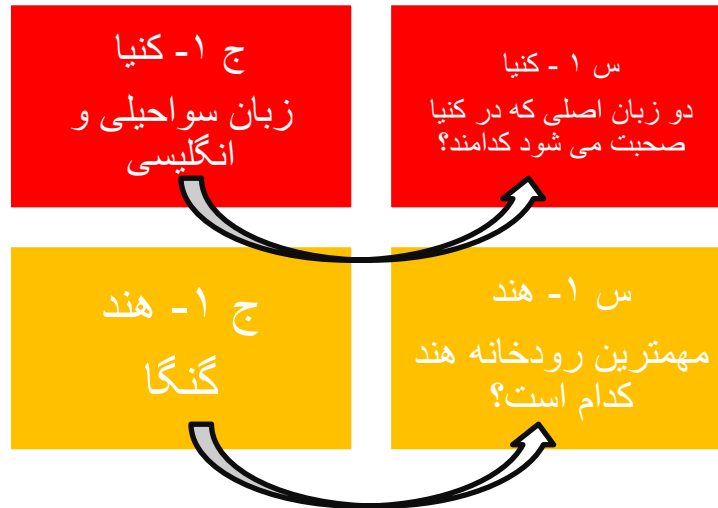 س ۱ - کنیا
دو زبان اصلی که در کنیا
صحبت می شود کدامند؟
ج ۱- کنیا
زبان سواحیلی و
انگلیسی
س ۱- هند
مهمترین رودخانه هند
کدام است؟
ج ۱- هند
گنگا